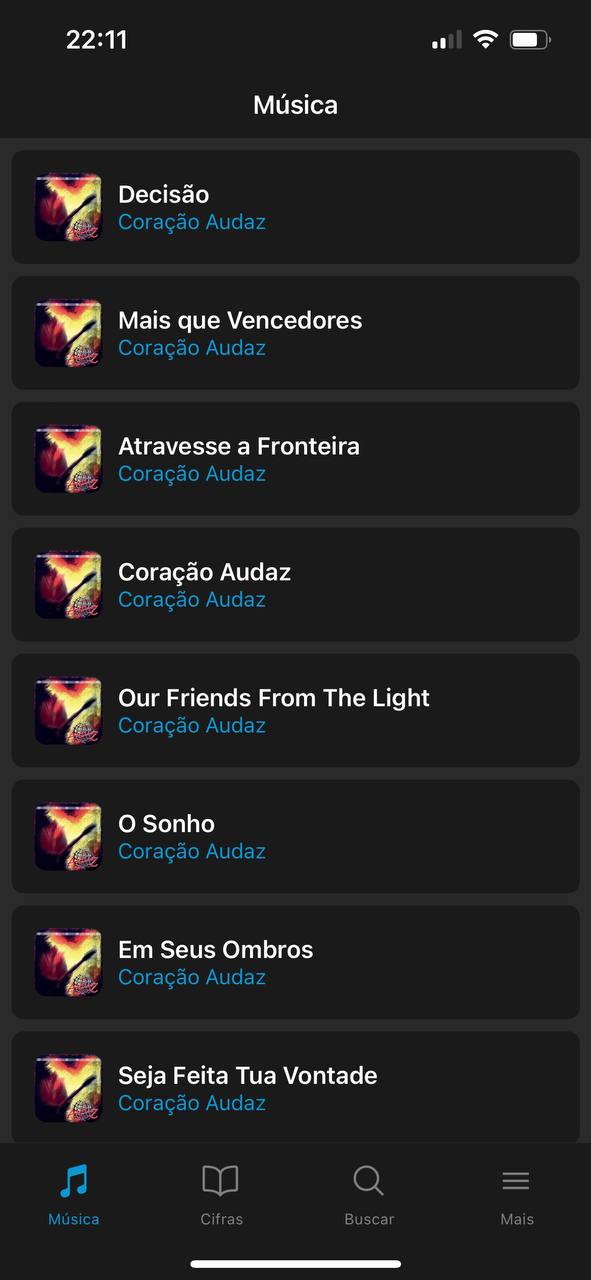 22:11
Música
Decisão
Coração Audaz
Mais que Vencedores
Coração Audaz
Atravesse a Fronteira
Coração Audaz
Coração Audaz
Coração Audaz
Our Friends From The Light
Coração Audaz
O Sonho
Coração Audaz
Em Seus Ombros
Coração Audaz
Seja Feita Tua Vontade
Coração Audaz
Música
Cifras
Buscar
Mais